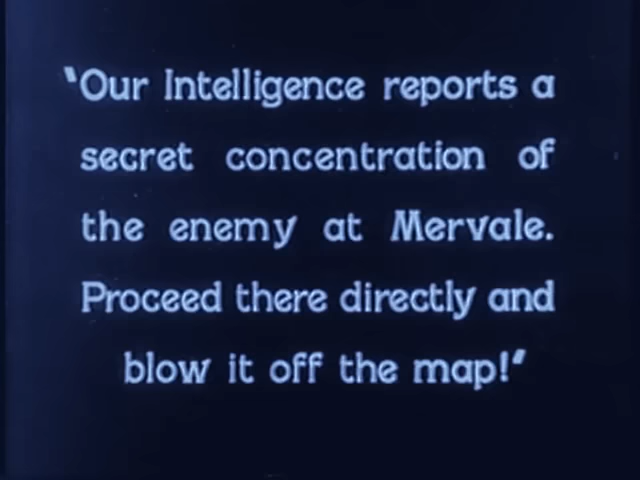 "Our Intelligence reports a
secret concentration of
the enemy at Mervale.
Proceed there directly and
blow it off the map!"